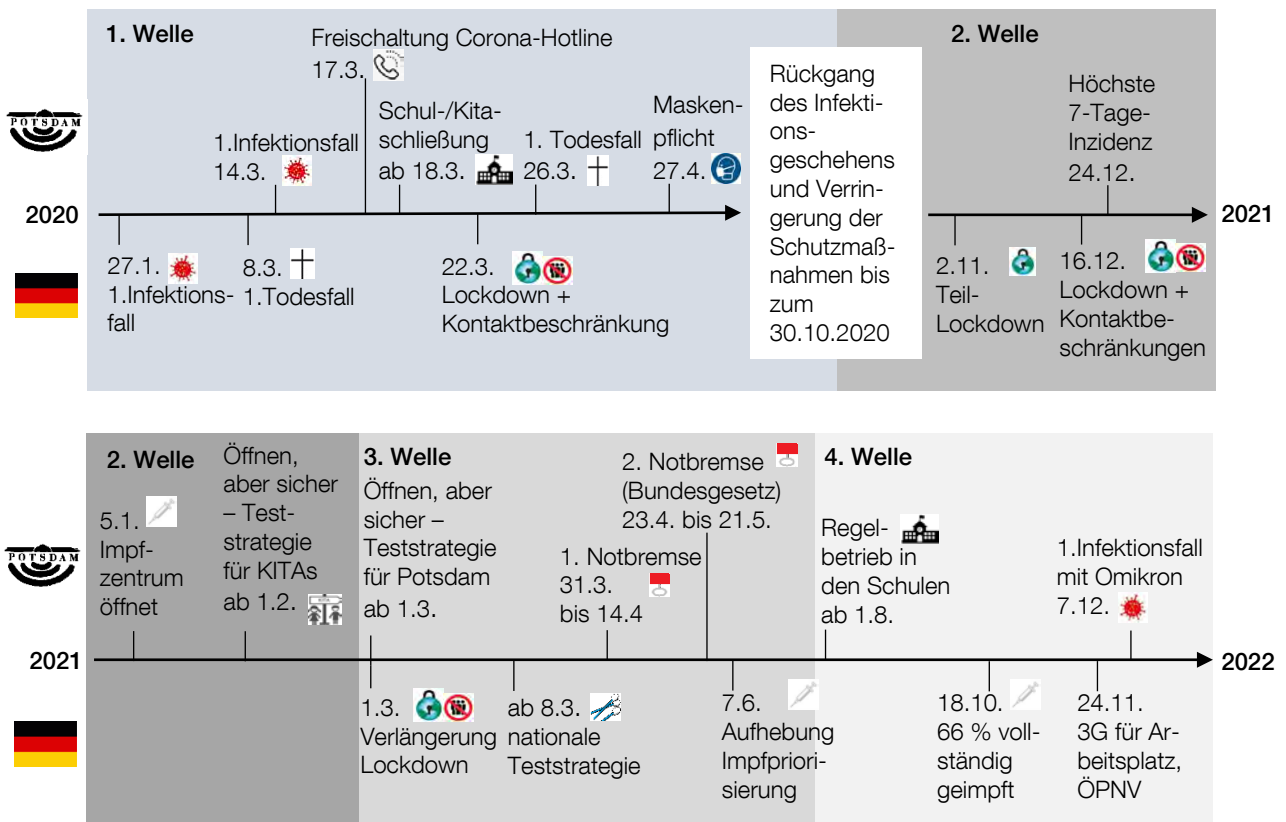 1. Welle
Freischaltung Corona-Hotline
17.3.
POTSDAM
1.Infektionsfall
14.3.
Schul-/Kita-
schließung
ab 18.3.
1. Todesfall
26.3.
Masken-
pflicht
27.4.
Rückgang
des Infekti-
ons-
geschehens
und Verrin-
gerung der
Schutzmaß-
nahmen bis
zum
30.10.2020
2. Welle
Höchste
7-Tage-
Inzidenz
24.12.
2020
2021
27.1.
1.Infektions-
fall
8.3.
1.Todesfall
22.3.
Lockdown +
Kontaktbeschränkung
2.11.
Teil-
Lockdown
16.12.
Lockdown +
Kontaktbe-
schränkungen
2. Welle
POTSDAM
5.1.
Impf-
zentrum
öffnet
Öffnen,
aber sicher
– Test-
strategie
für KITAs
ab 1.2.
3. Welle
Öffnen, aber
sicher –
Teststrategie
für Potsdam
ab 1.3.
1. Notbremse
31.3.
bis 14.4
2. Notbremse
(Bundesgesetz)
23.4. bis 21.5.
4. Welle
Regel-
betrieb in
den Schulen
ab 1.8.
1.Infektionsfall
mit Omikron
7.12.
2021
2022
1.3.
Verlängerung
Lockdown
ab 8.3.
nationale
Teststrategie
7.6.
Aufhebung
Impfpriori-
sierung
18.10.
66 % voll-
ständig
geimpft
24.11.
3G für Ar-
beitsplatz,
ÖPNV